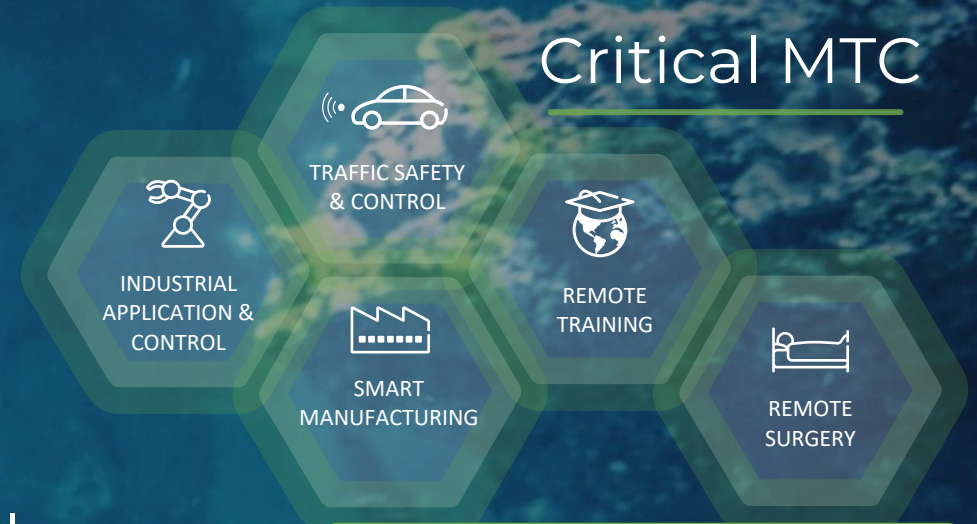 Critical MTC
TRAFFIC SAFETY
& CONTROL
INDUSTRIAL
APPLICATION &
CONTROL
REMOTE
TRAINING
SMART
MANUFACTURING
REMOTE
SURGERY